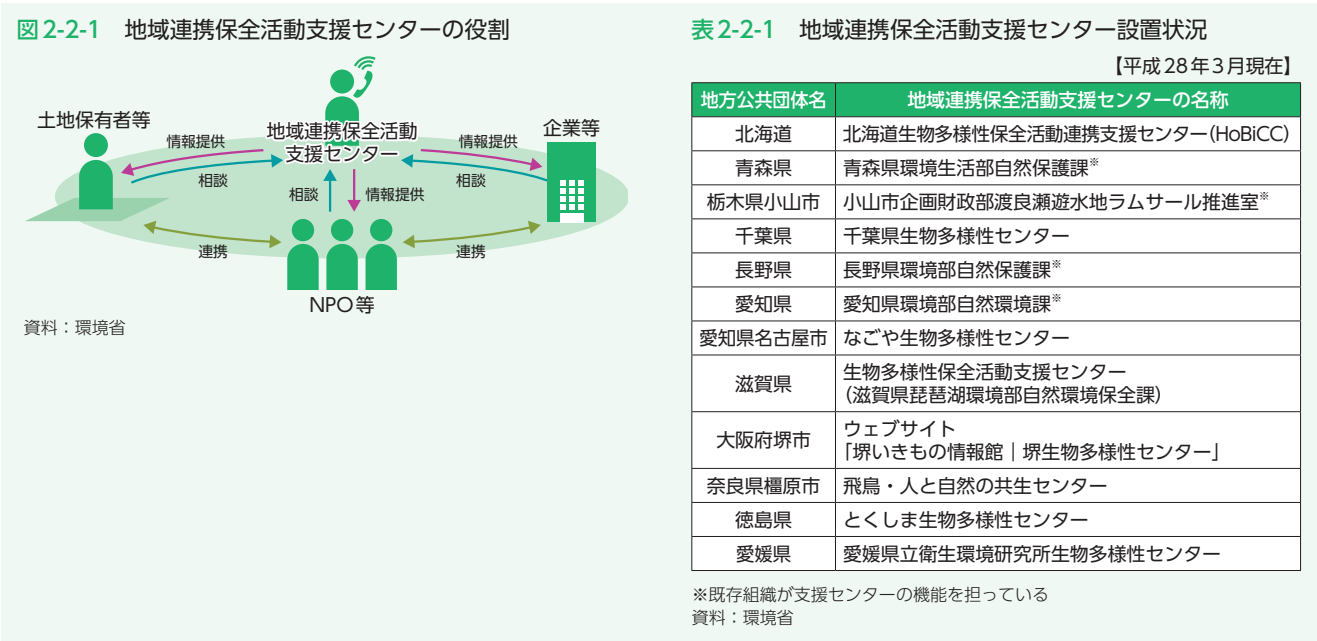 図2-2-1 地域連携保全活動支援センターの役割
土地保有者等
情報提供
相談
地域連携保全活動
支援センター
情報提供
相談
企業等
相談
情報提供
連携
連携
NPO等
資料：環境省
表2-2-1 地域連携保全活動支援センター設置状況
【平成28年3月現在】
地方公共団体名 地域連携保全活動支援センターの名称
北海道 北海道生物多様性保全活動連携支援センター（HoBiCC）
青森県 青森県環境生活部自然保護課※
栃木県小山市 小山市企画財政部渡良瀬遊水地ラムサール推進室※
千葉県 千葉県生物多様性センター
長野県 長野県環境部自然保護課※
愛知県 愛知県環境部自然環境課※
愛知県名古屋市 なごや生物多様性センター
滋賀県 生物多様性保全活動支援センター
（滋賀県琵琶湖環境部自然環境保全課）
大阪府堺市 ウェブサイト
「堺いきもの情報館｜堺生物多様性センター」
奈良県橿原市 飛鳥・人と自然の共生センター
徳島県 とくしま生物多様性センター
愛媛県 愛媛県立衛生環境研究所生物多様性センター
※既存組織が支援センターの機能を担っている
資料：環境省